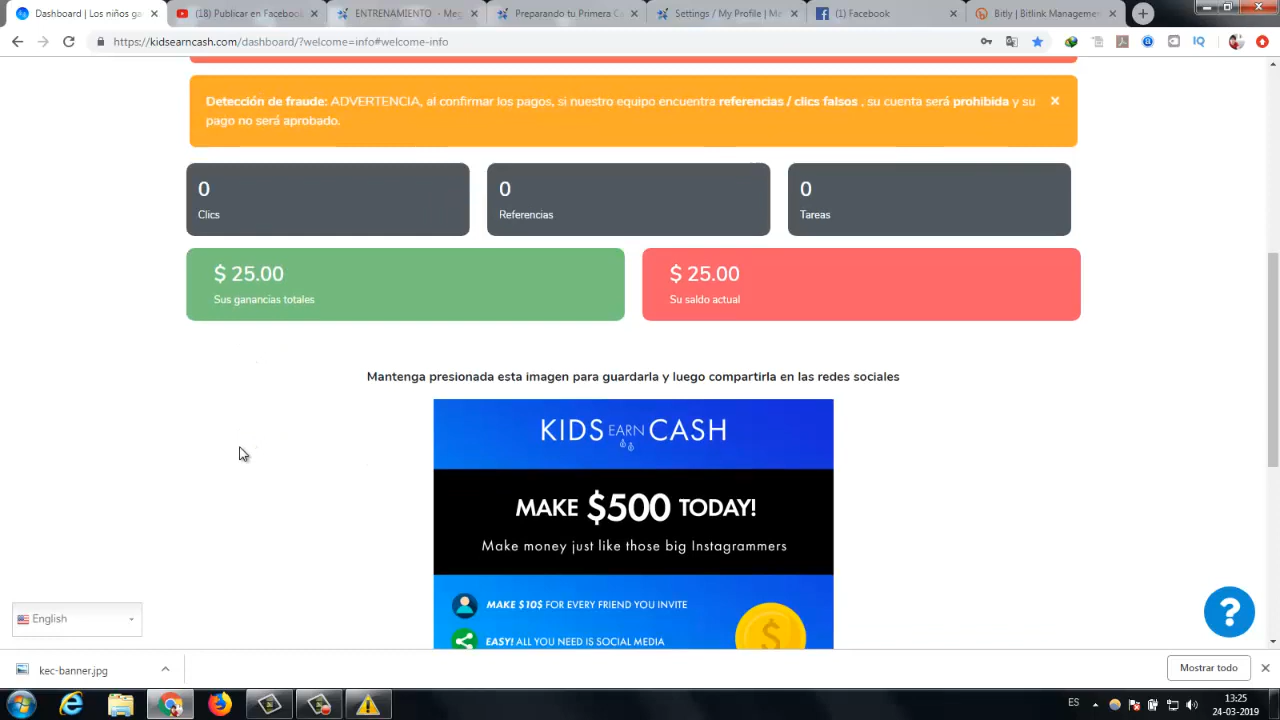 Dashboard | Los niños ga
(18) Publicar en Facebook
ENTRENAMIENTO - Meg
Preparando tu Primera C
Settings / My Profile | Me
(1) Facebook
Bitly | Bitlink Manageme
https://kidsearncash.com/dashboard/?welcome=info#welcome-info
IQ
Detección de fraude: ADVERTENCIA, al confirmar los pagos, si nuestro equipo encuentra referencias / clics falsos , su cuenta será prohibida y su
pago no será aprobado.
0
Clics
0
Referencias
0
Tareas
$ 25.00
Sus ganancias totales
$ 25.00
Su saldo actual
Mantenga presionada esta imagen para guardarla y luego compartirla en las redes sociales
KIDS EARN CASH
MAKE $500 TODAY!
Make money just like those big Instagrammers
MAKE $10$ FOR EVERY FRIEND YOU INVITE
EASY! ALL YOU NEED IS SOCIAL MEDIA
English
kec-banner.jpg
Mostrar todo
ES
13:25
24-03-2019